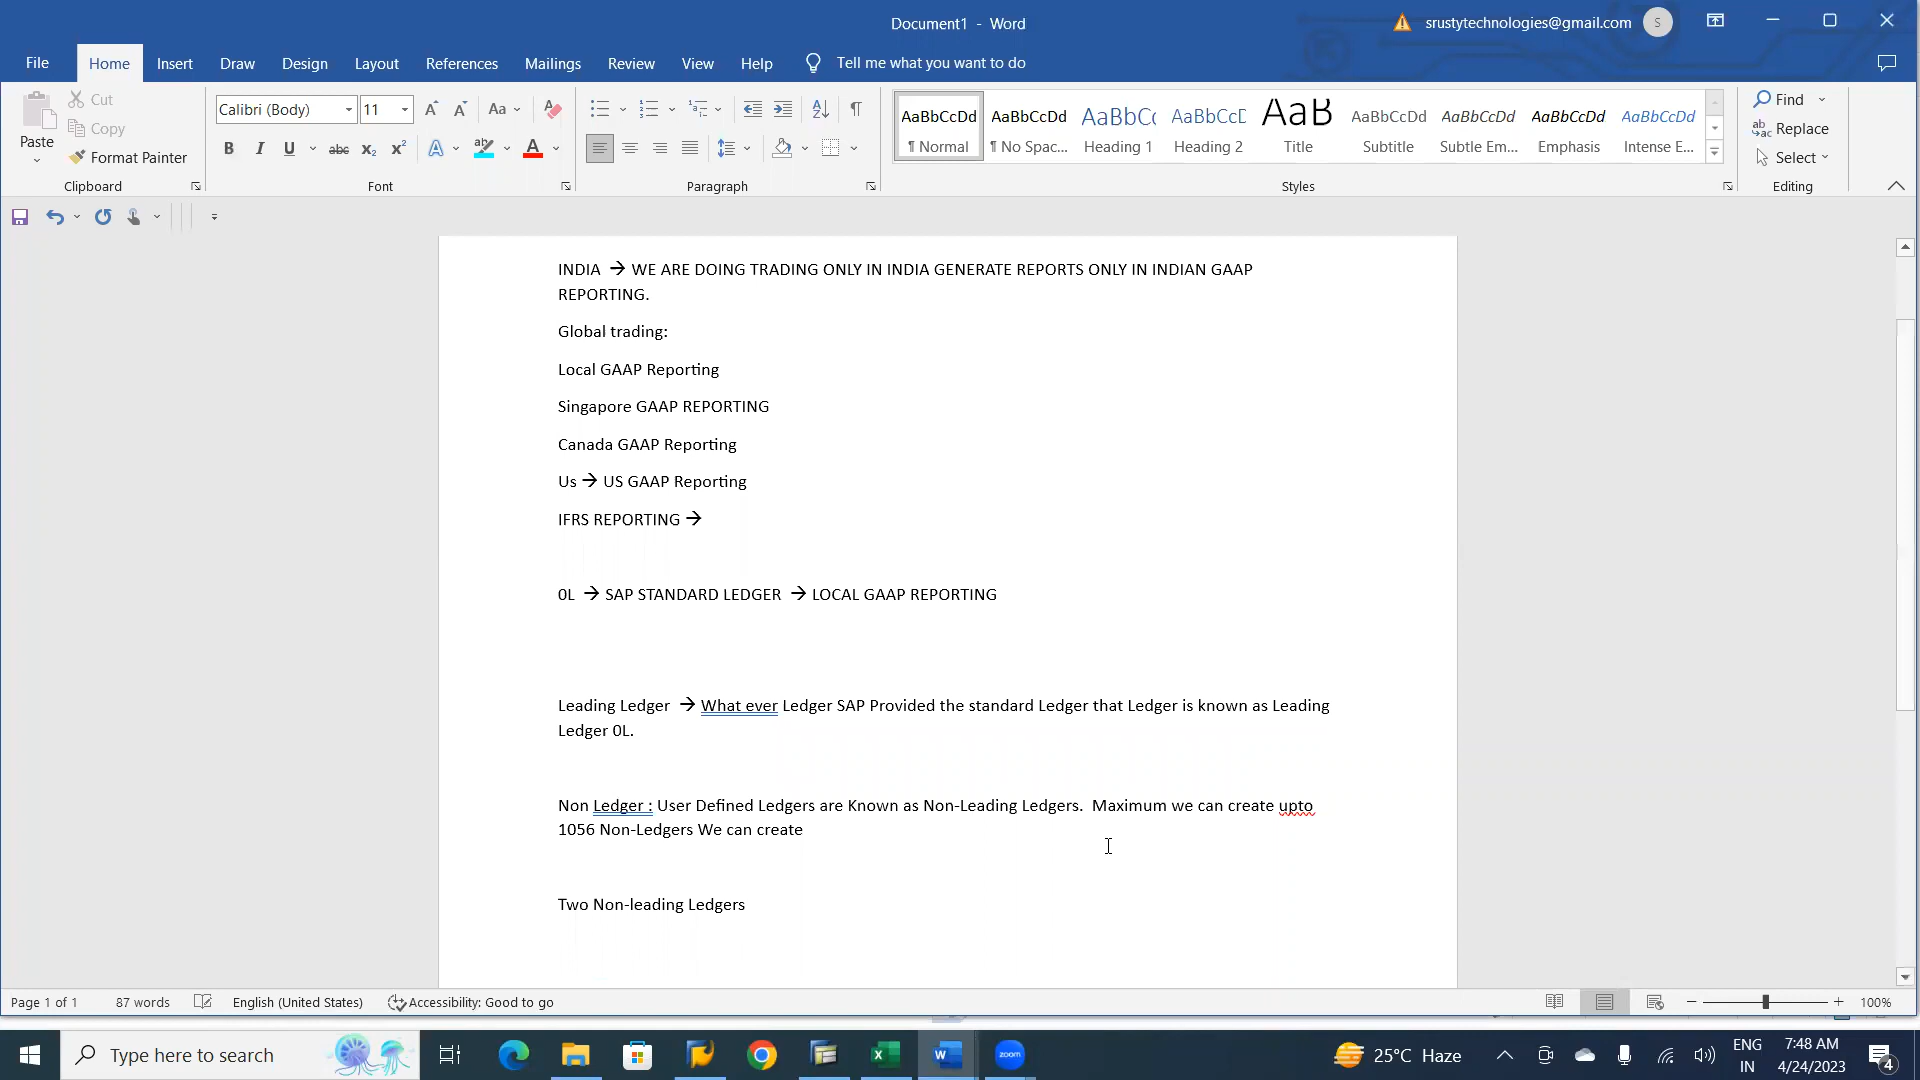 Document1 - Word
srustytechnologies@gmail.com
S
File
Home
Insert
Draw
Design
Layout
References
Mailings
Review
View
Help
Tell me what you want to do
Paste
Cut
Copy
Format Painter
Clipboard
Calibri (Body)
11
Aa
B I U abc x₂ x² A A
Font
Paragraph
AaBbCcDd
¶ Normal
AaBbCcDd
¶ No Spac...
AaBbCc
Heading 1
AaBbCcD
Heading 2
AaB
Title
AaBbCcDd
Subtitle
AaBbCcDd
Subtle Em...
AaBbCcDd
Emphasis
AaBbCcDd
Intense E...
Styles
Find
Replace
Select
Editing
INDIA → WE ARE DOING TRADING ONLY IN INDIA GENERATE REPORTS ONLY IN INDIAN GAAP
REPORTING.
Global trading:
Local GAAP Reporting
Singapore GAAP REPORTING
Canada GAAP Reporting
Us → US GAAP Reporting
IFRS REPORTING →
0L → SAP STANDARD LEDGER → LOCAL GAAP REPORTING
Leading Ledger → What ever Ledger SAP Provided the standard Ledger that Ledger is known as Leading
Ledger 0L.
Non Ledger : User Defined Ledgers are Known as Non-Leading Ledgers. Maximum we can create upto
1056 Non-Ledgers We can create
Two Non-leading Ledgers
Page 1 of 1
87 words
English (United States)
Accessibility: Good to go
100%
Type here to search
zoom
25°C Haze
ENG
IN
7:48 AM
4/24/2023
4